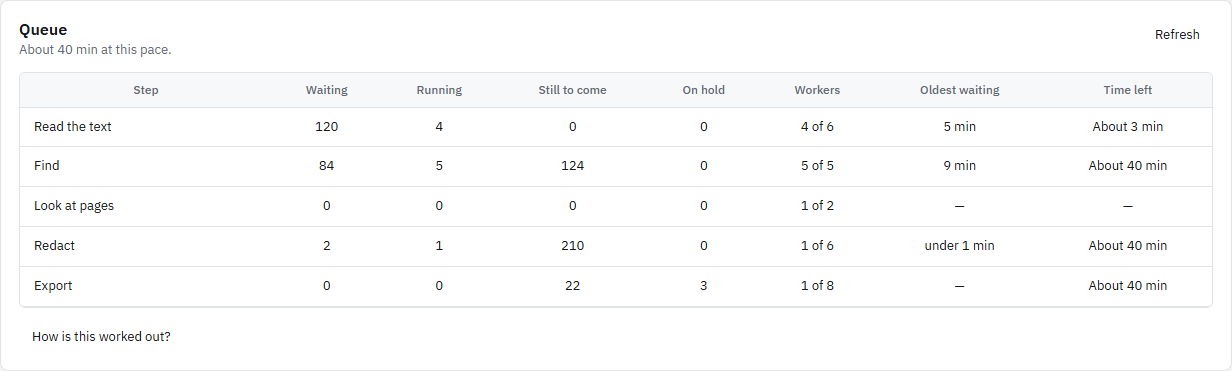 Queue
About 40 min at this pace.
Refresh
Step Waiting Running Still to come On hold Workers Oldest waiting Time left
Read the text 120 4 0 0 4 of 6 5 min About 3 min
Find 84 5 124 0 5 of 5 9 min About 40 min
Look at pages 0 0 0 0 1 of 2 — —
Redact 2 1 210 0 1 of 6 under 1 min About 40 min
Export 0 0 22 3 1 of 8 — About 40 min
How is this worked out?